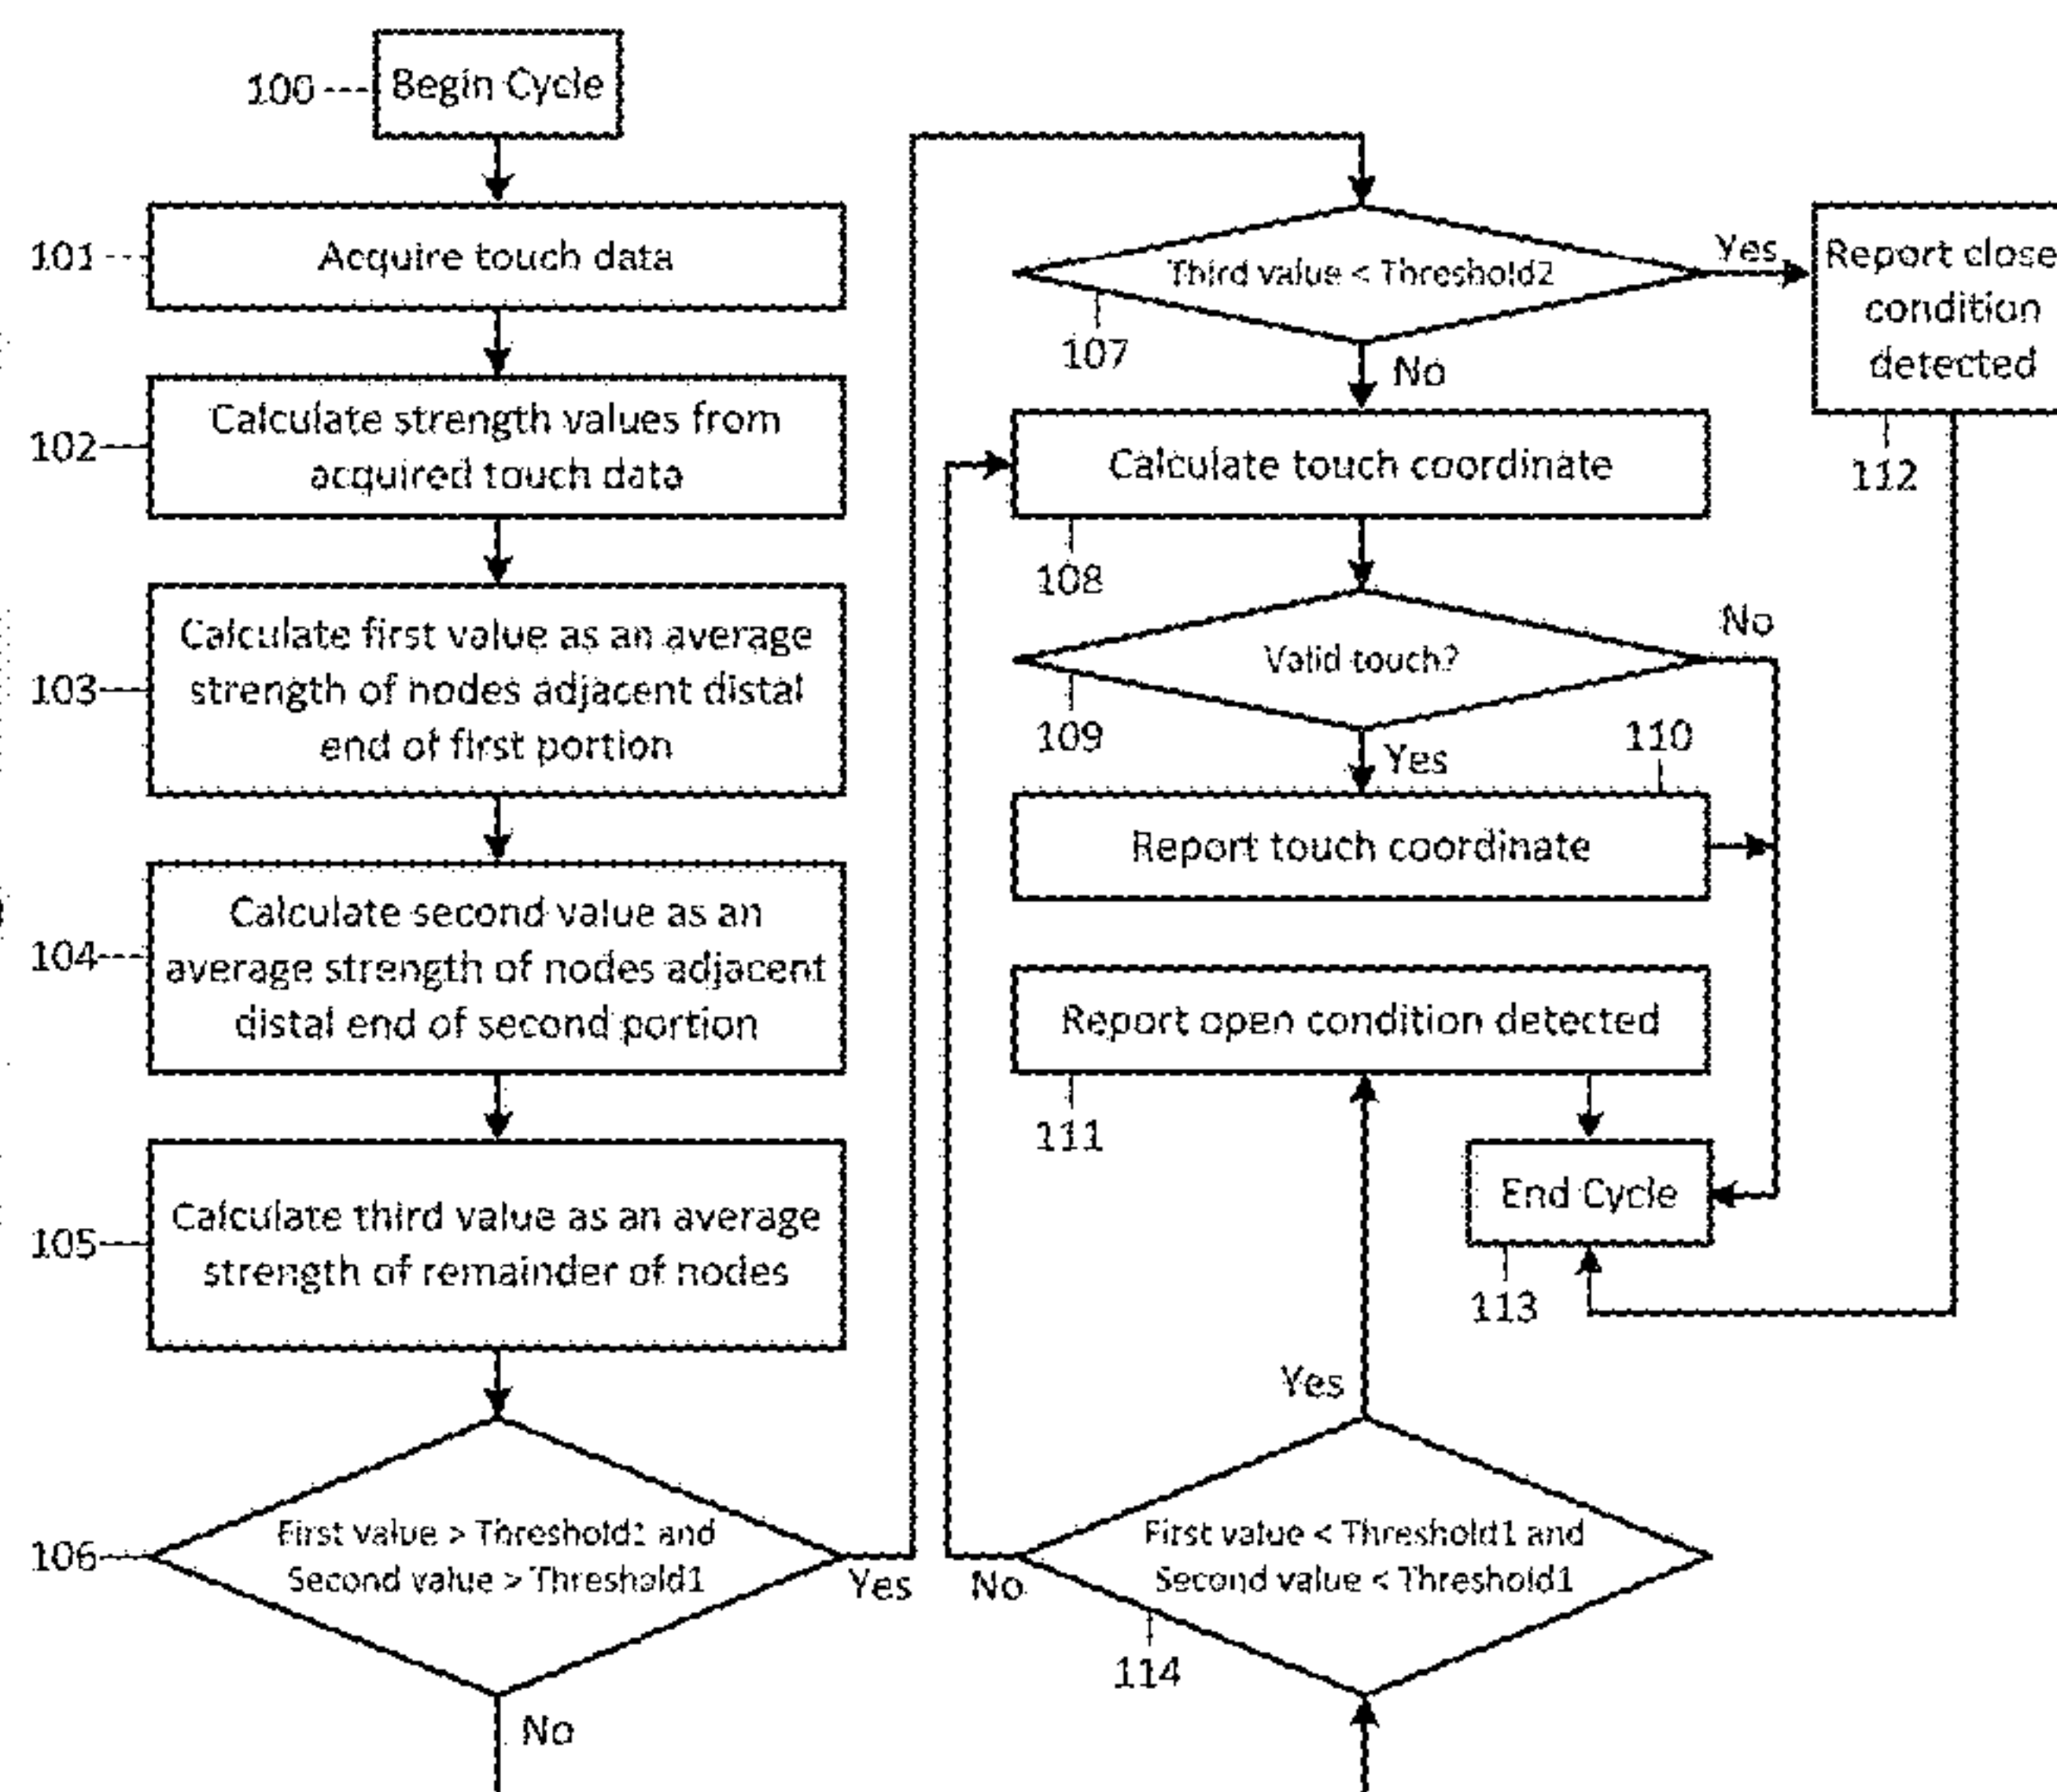 100
Begin Cycle
101
Acquire touch data
102
Calculate strength values from
acquired touch data
103
Calculate first value as an average
strength of nodes adjacent distal
end of first portion
104
Calculate second value as an
average strength of nodes adjacent
distal end of second portion
105
Calculate third value as an average
strength of remainder of nodes
106
First value > Threshold1 and
Second value > Threshold1
Yes
No
Third value < Threshold2
107
Yes
No
Report close
condition
detected
112
Calculate touch coordinate
108
Valid touch?
109
No
Yes
110
Report touch coordinate
Report open condition detected
111
End Cycle
113
Yes
First value < Threshold1 and
Second value < Threshold1
No
114